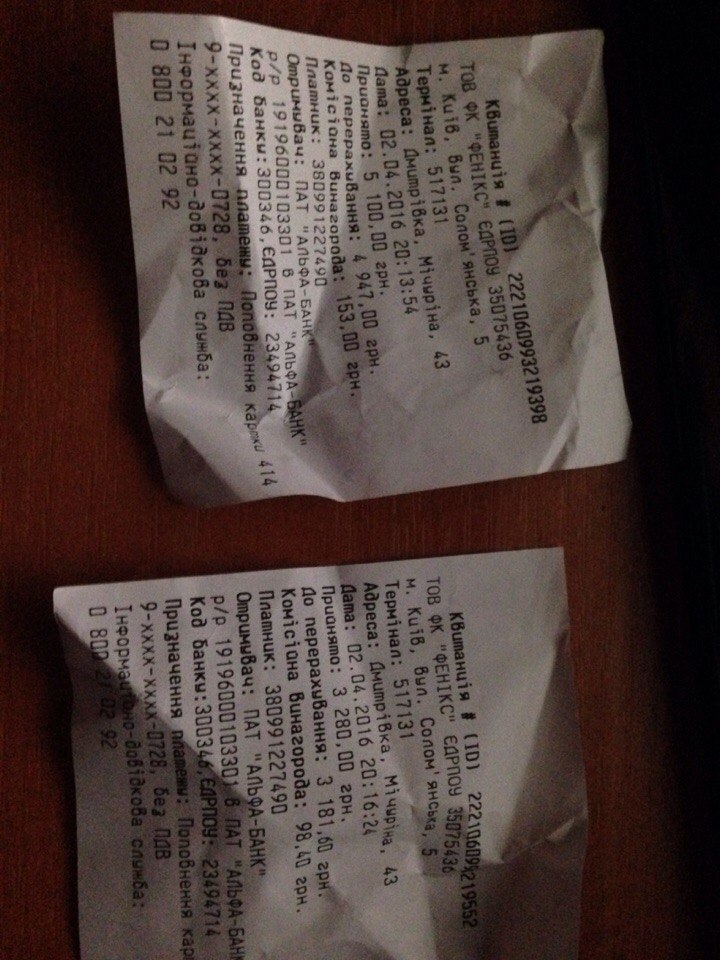 Квитанція # (ID) 2221060993219398
ТОВ ФК "ФЕНІКС" ЄДРПОУ 35075436
м. Київ, вул. Солом'янська, 5
Термінал: 517131
Адреса: Дмитрівка, Мічуріна, 43
Дата: 02.04.2016 20:13:54
Прийнято: 5 100,00 грн.
До перерахування: 4 947,00 грн.
Комісійна винагорода: 153,00 грн.
Платник: 380991227490
Отримувач: ПАТ "АЛЬФА-БАНК"
р/р 19196000103301 в ПАТ "АЛЬФА-БАНК"
Код банку:300346,ЄДРПОУ: 23494714
Призначення платежу: Поповнення картки 414
9-xxxx-xxxx-0728, без ПДВ
Інформаційно-довідкова служба:
0 800 21 02 92
Квитанція # (ID)
ТОВ ФК "ФЕНІКС" ЄДРПОУ 35075436
м. Київ, вул. Солом'янська, 5
Термінал: 517131
Адреса: Дмитрівка, Мічуріна, 43
Дата: 02.04.2016 20:16:24
Прийнято: 3 280,00 грн.
До перерахування: 3 181,60 грн.
Комісійна винагорода: 98,40 грн.
Платник: 380991227490
Отримувач: ПАТ "АЛЬФА-БАНК"
р/р 19196000103301 в ПАТ "АЛЬФА-БАН
Код банку:300346,ЄДРПОУ: 23494714
Призначення платежу: Поповнення кар
9-xxxx-xxxx-0728, без ПДВ
Інформаційно-довідкова служба:
0 800 21 02 92